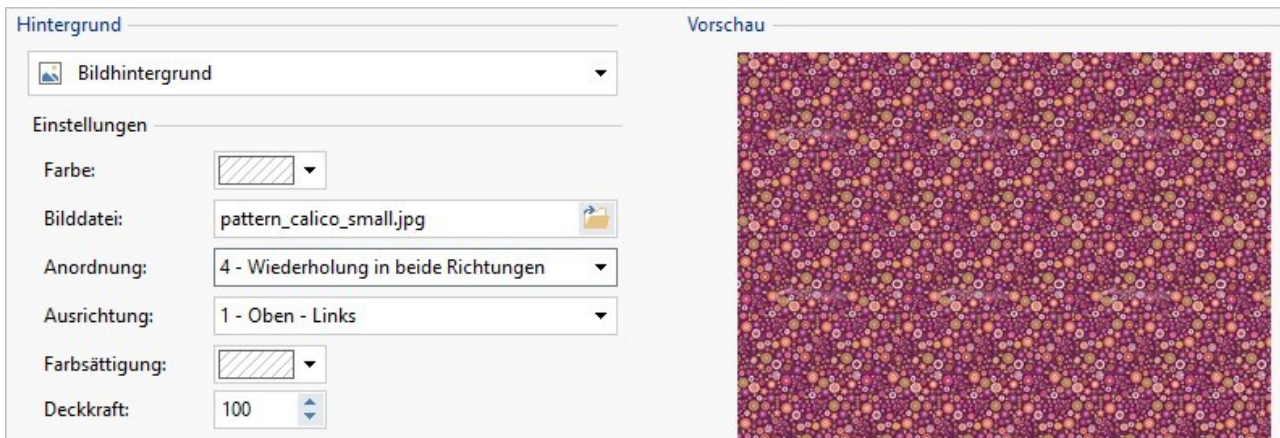 Hintergrund
Vorschau
Bildhintergrund
Einstellungen
Farbe:
Bilddatei: pattern_calico_small.jpg
Anordnung: 4 - Wiederholung in beide Richtungen
Ausrichtung: 1 - Oben - Links
Farbsättigung:
Deckkraft: 100